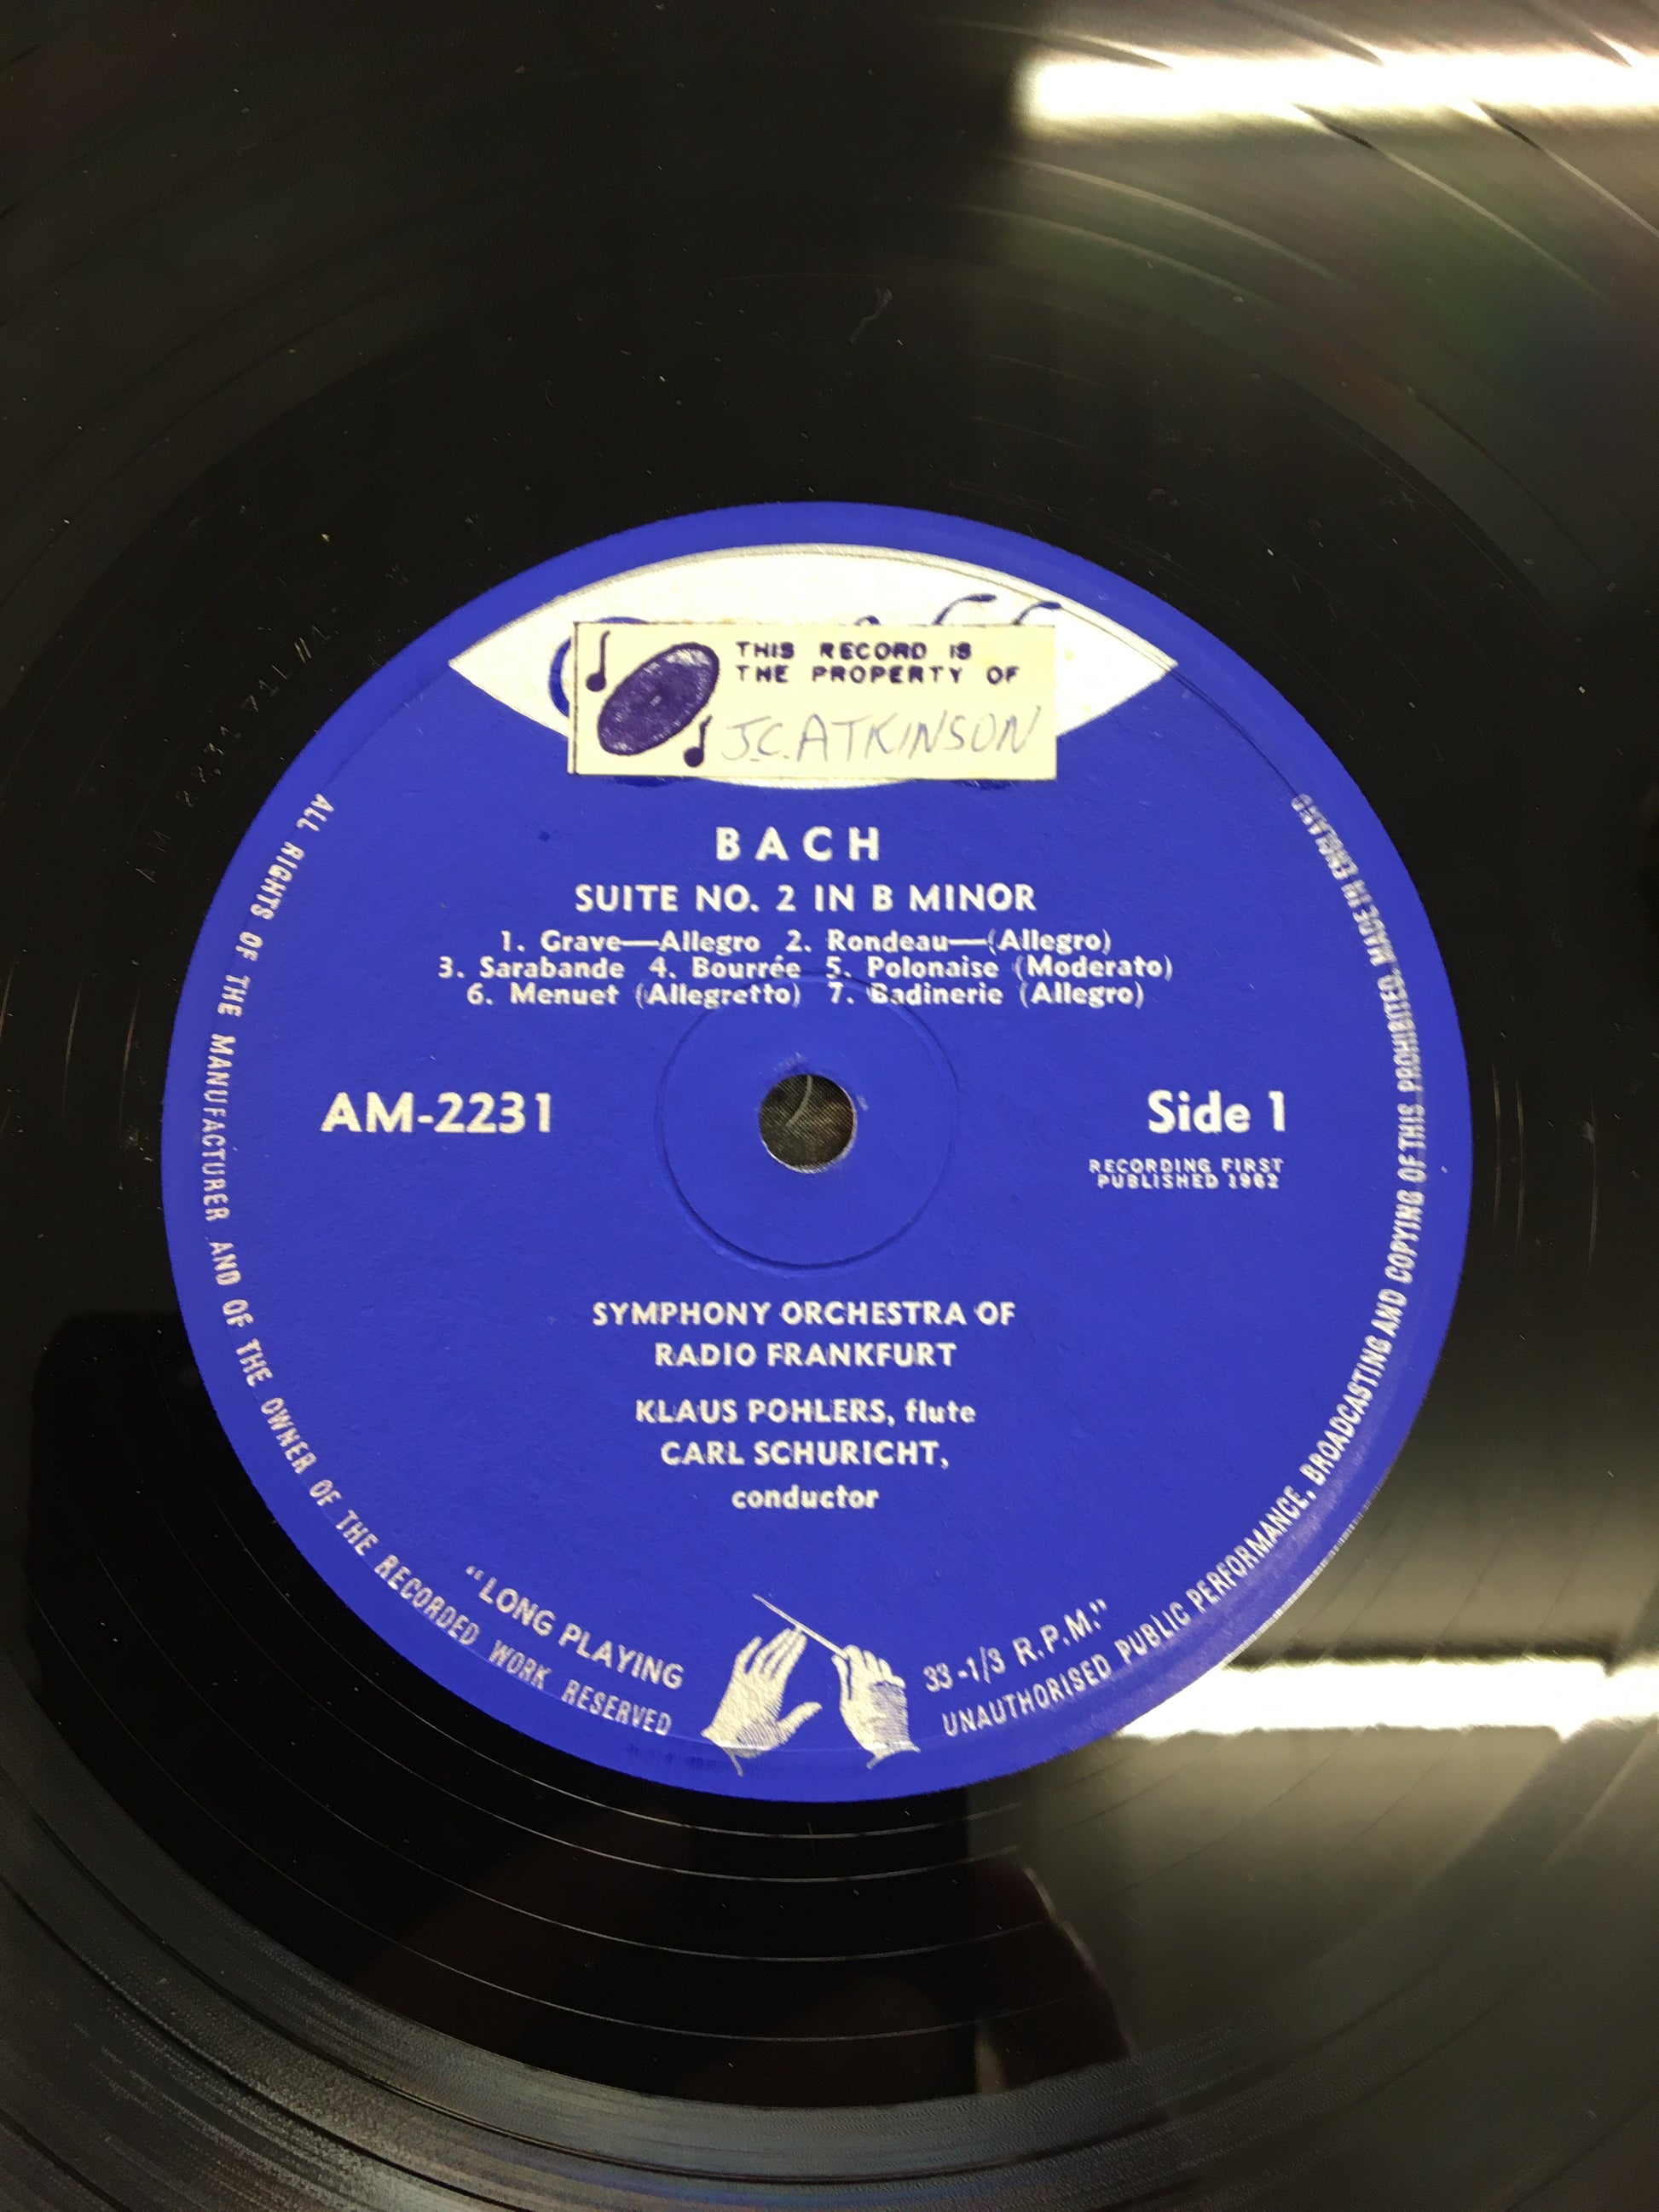 THIS RECORD IS
THE PROPERTY OF
J.C. ATKINSON
BACH
SUITE NO. 2 IN B MINOR
1. Grave—Allegro 2. Rondeau—(Allegro)
3. Sarabande 4. Bourrée 5. Polonaise (Moderato)
6. Menuet (Allegretto) 7. Badinerie (Allegro)
AM-2231
Side 1
RECORDING FIRST
PUBLISHED 1962
SYMPHONY ORCHESTRA OF
RADIO FRANKFURT
KLAUS POHLERS, flute
CARL SCHURICHT,
conductor
"LONG PLAYING
33-1/3 R.P.M."
ALL RIGHTS OF THE MANUFACTURER AND OF THE OWNER OF THE RECORDED WORK RESERVED
UNAUTHORISED PUBLIC PERFORMANCE, BROADCASTING AND COPYING OF THIS PROHIBITED. MADE IN ENGLAND